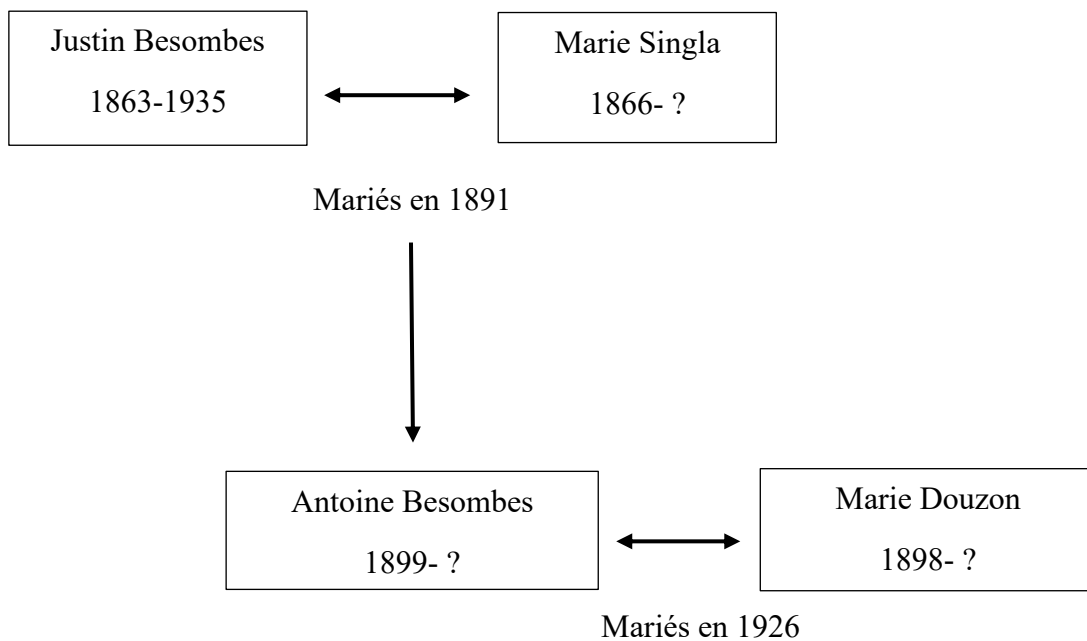 Justin Besombes
1863-1935
Marie Singla
1866- ?
Mariés en 1891
Antoine Besombes
1899- ?
Marie Douzon
1898- ?
Mariés en 1926